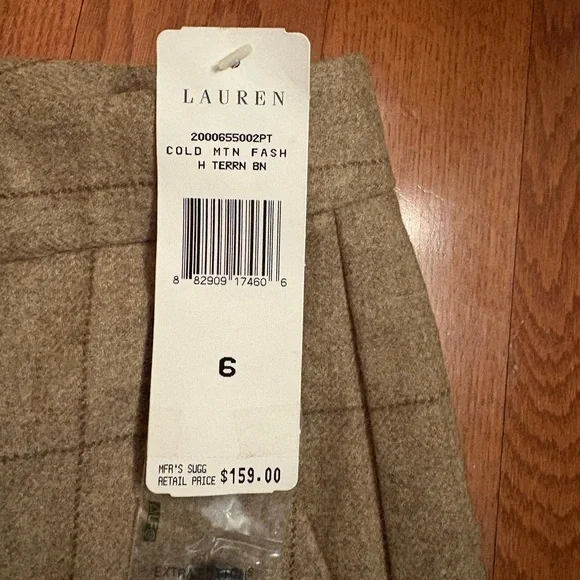 LAUREN
2000655002PT
COLD MTN FASH
H TERRN BN
8 82909 17460 6
6
MFR'S SUGG
RETAIL PRICE $159.00